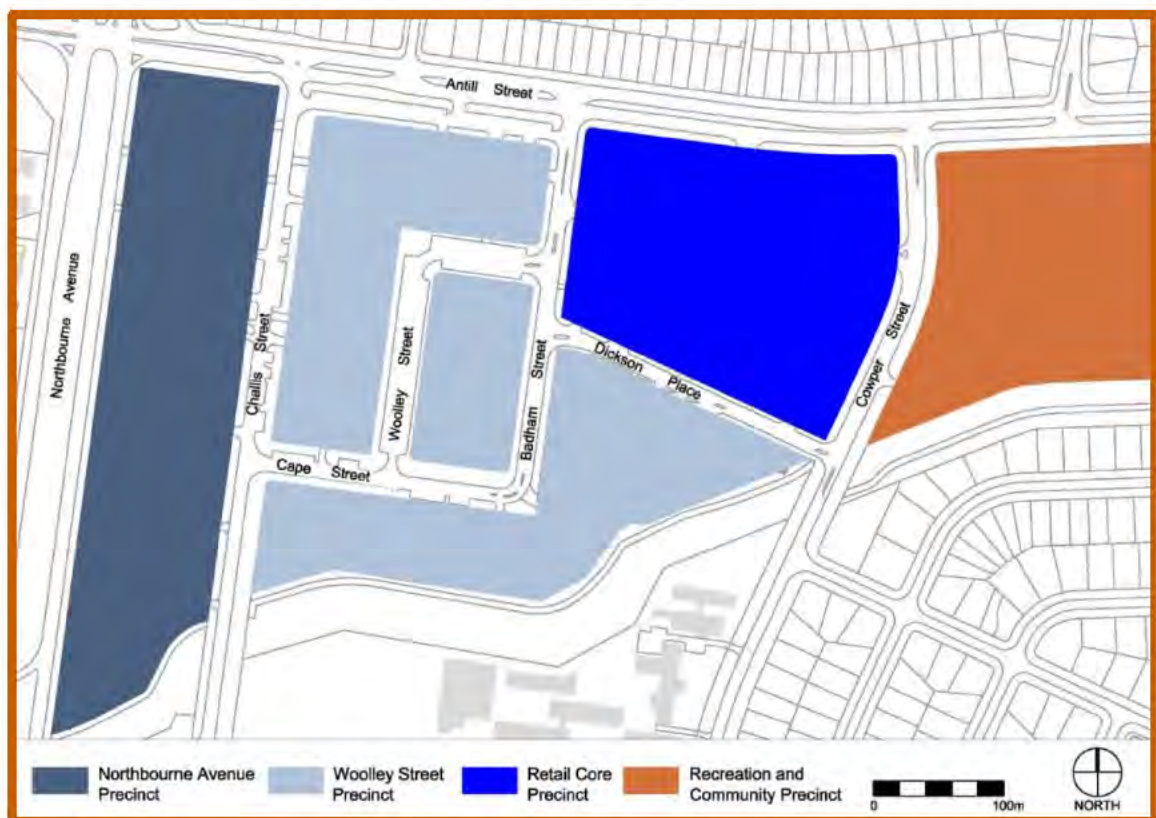 Antill Street
Northbourne Avenue
Challis Street
Woolley Street
Badham Street
Dickson Place
Cowper Street
Cape Street
Northbourne Avenue
Precinct
Woolley Street
Precinct
Retail Core
Precinct
Recreation and
Community Precinct
0 100m
NORTH